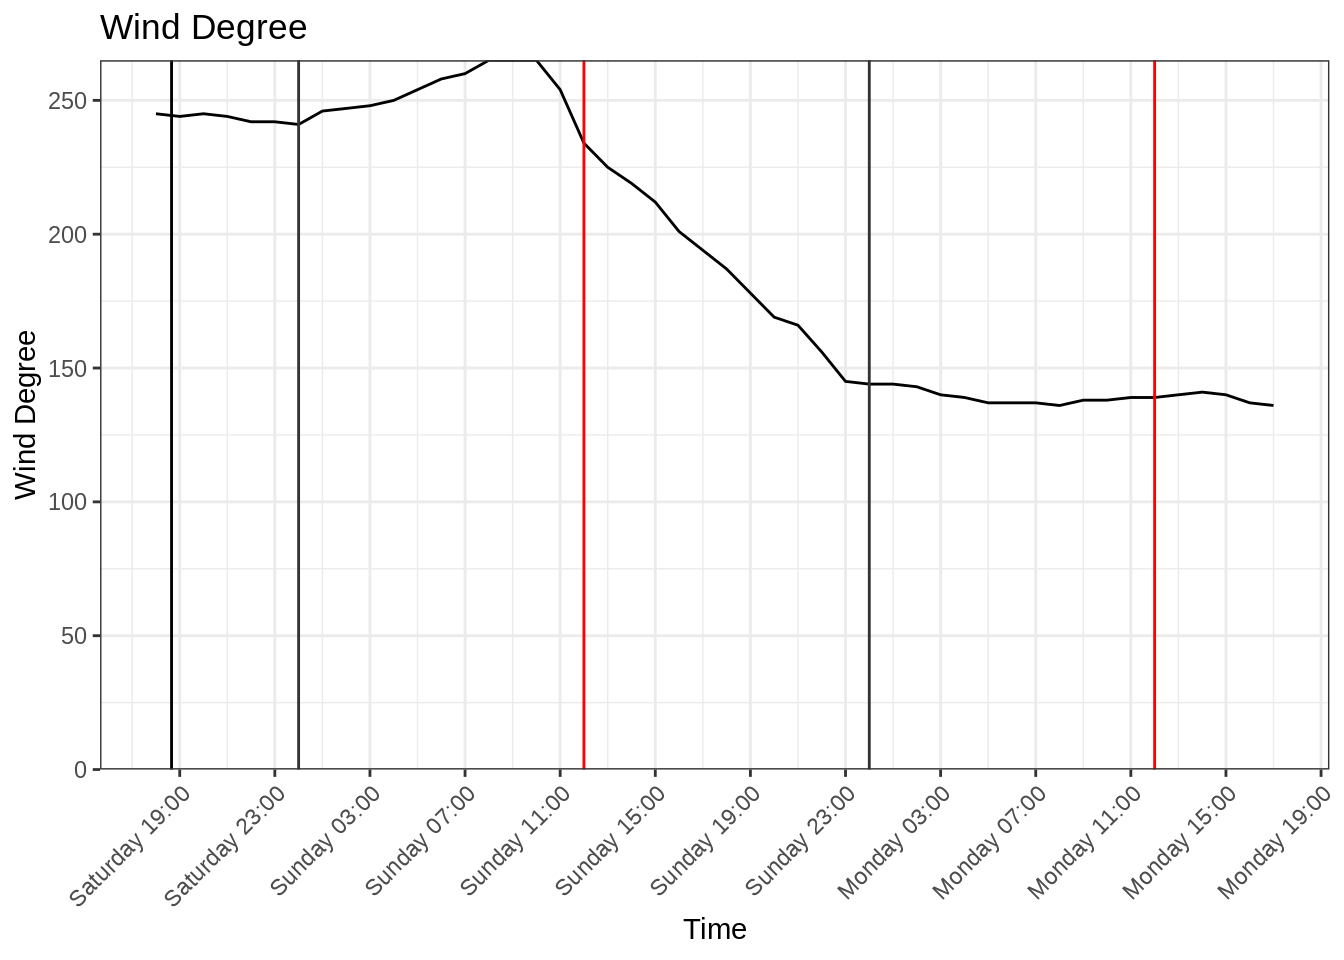 Wind Degree
Wind Degree
250
200
150
100
50
0
Saturday 19:00
Saturday 23:00
Sunday 03:00
Sunday 07:00
Sunday 11:00
Sunday 15:00
Sunday 19:00
Sunday 23:00
Monday 03:00
Monday 07:00
Monday 11:00
Monday 15:00
Monday 19:00
Time